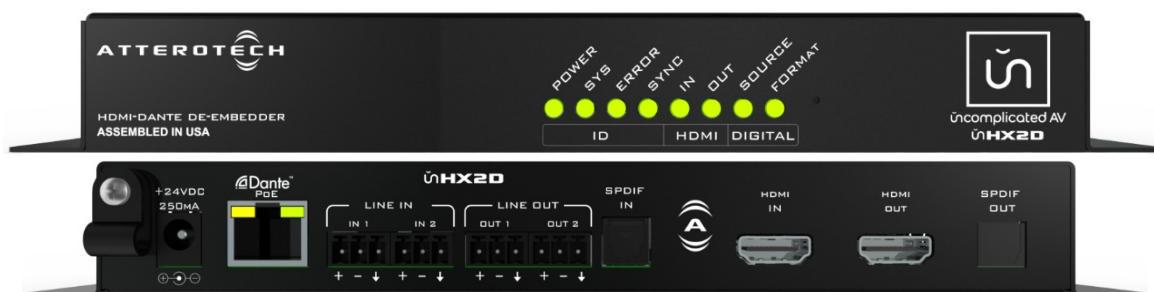 ATTEROTECH
HDMI-DANTE DE-EMBEDDER
ASSEMBLED IN USA
POWER SYS ERROR SYNC IN OUT SOURCE FORMAT
ID HDMI DIGITAL
ŭn
ŭncomplicated AV
ŭnHX2D
+24VDC
250mA
Dante™
PoE
ŭnHX2D
LINE IN
IN 1 IN 2
+ - ↓ + - ↓
LINE OUT
OUT 1 OUT 2
+ - ↓ + - ↓
SPDIF
IN
A
HDMI
IN
HDMI
OUT
SPDIF
OUT